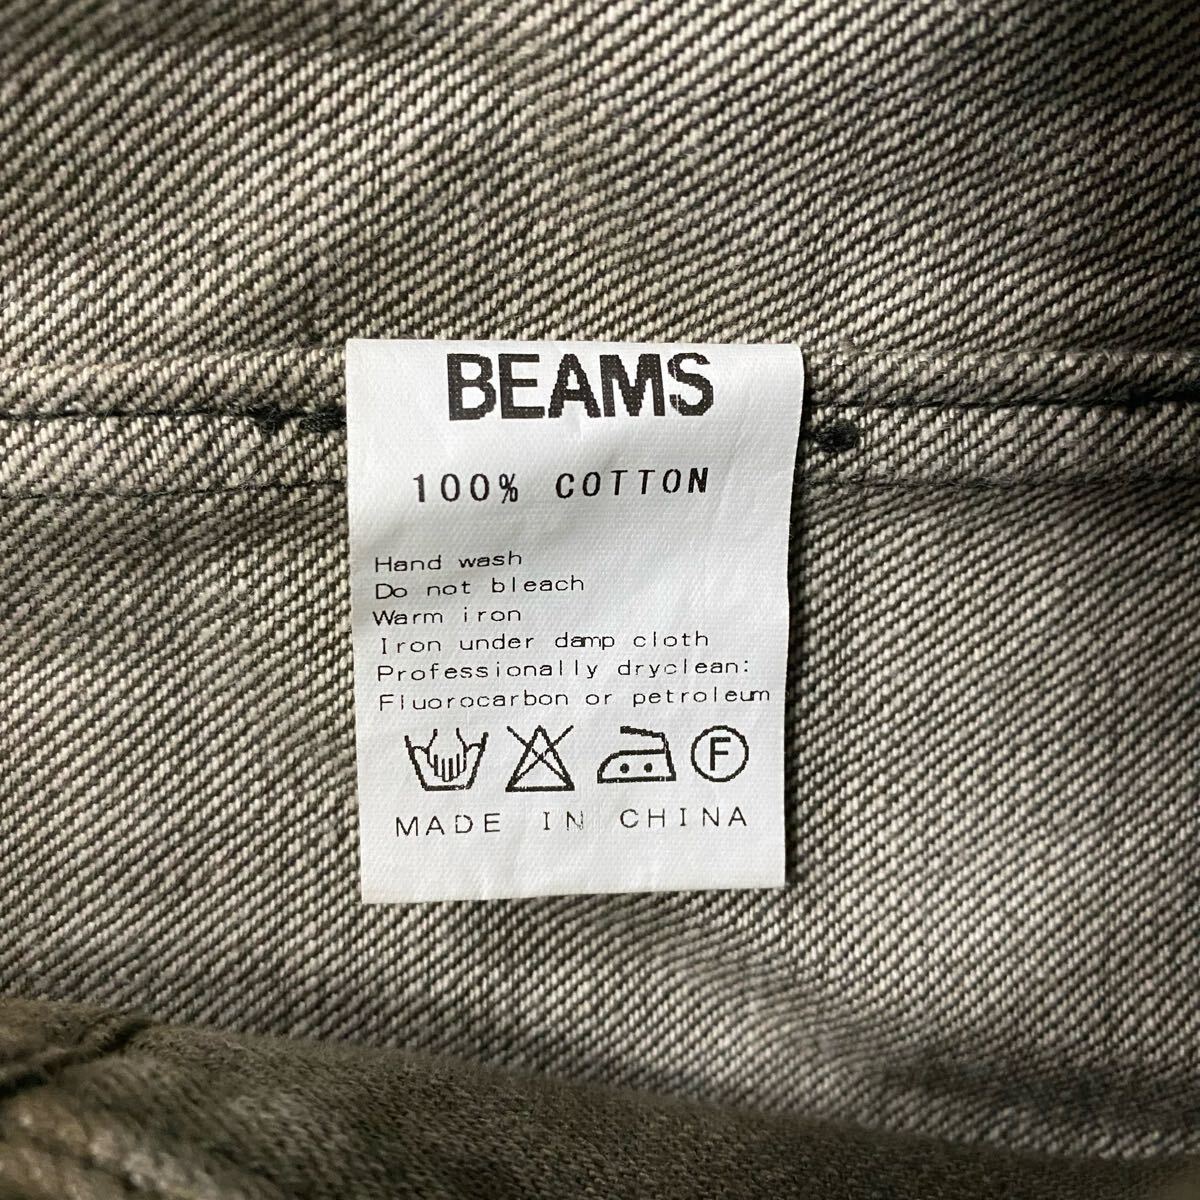 BEAMS
100% COTTON
Hand wash
Do not bleach
Warm iron
Iron under damp cloth
Professionally dryclean:
Fluorocarbon or petroleum
F
MADE IN CHINA